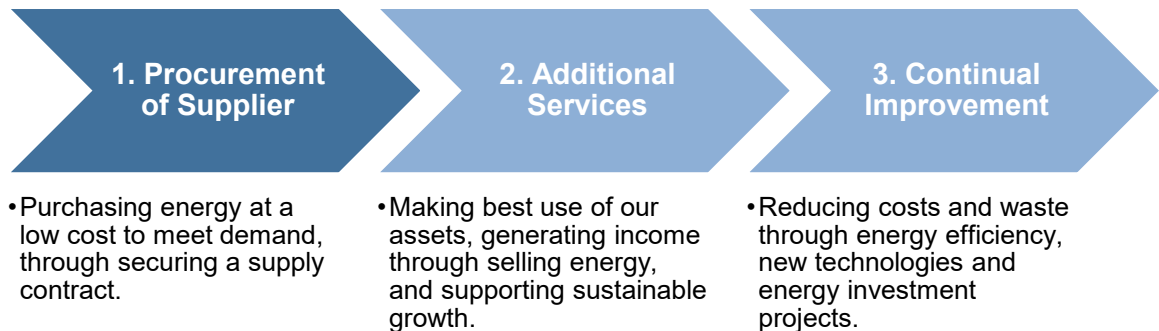 1. Procurement
of Supplier
2. Additional
Services
3. Continual
Improvement
•Purchasing energy at a
low cost to meet demand,
through securing a supply
contract.
•Making best use of our
assets, generating income
through selling energy,
and supporting sustainable
growth.
•Reducing costs and waste
through energy efficiency,
new technologies and
energy investment
projects.